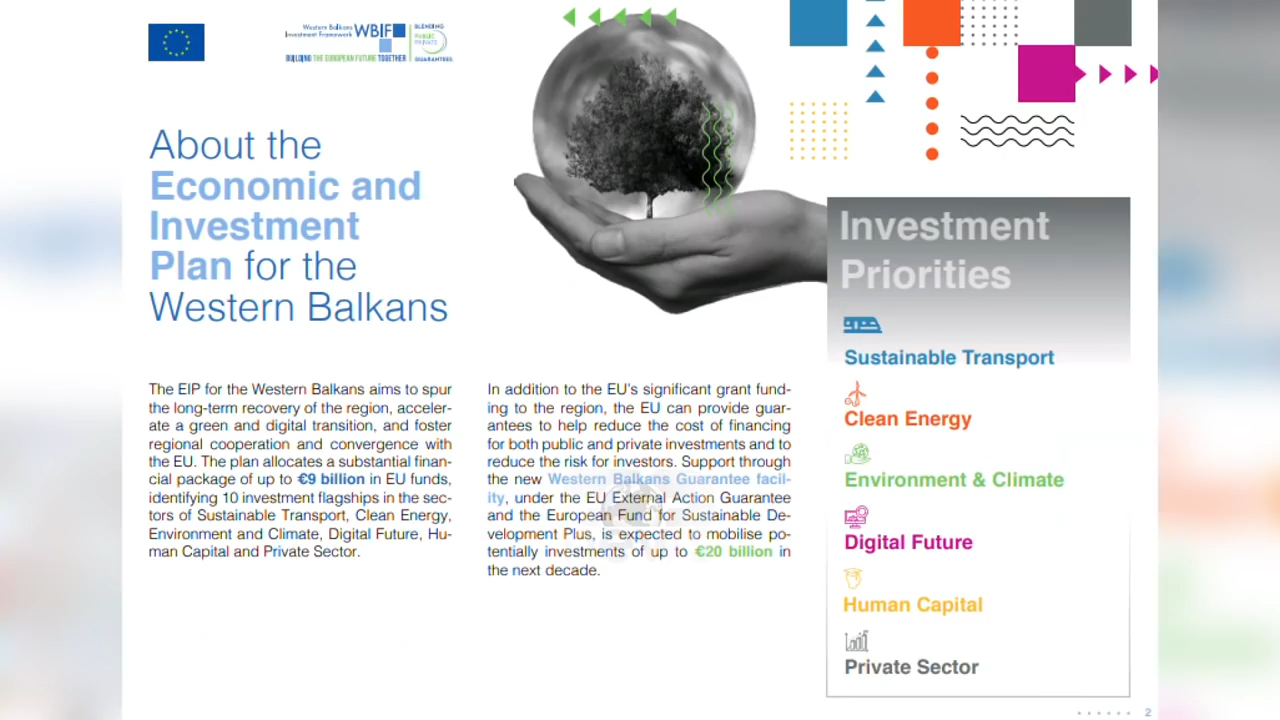 Western Balkans
Investment Framework
WBIF
BUILDING THE EUROPEAN FUTURE TOGETHER
BLENDING
PUBLIC
PRIVATE
GUARANTEES
About the
Economic and
Investment
Plan for the
Western Balkans
The EIP for the Western Balkans aims to spur
the long-term recovery of the region, acceler-
ate a green and digital transition, and foster
regional cooperation and convergence with
the EU. The plan allocates a substantial finan-
cial package of up to €9 billion in EU funds,
identifying 10 investment flagships in the sec-
tors of Sustainable Transport, Clean Energy,
Environment and Climate, Digital Future, Hu-
man Capital and Private Sector.
In addition to the EU's significant grant fund-
ing to the region, the EU can provide guar-
antees to help reduce the cost of financing
for both public and private investments and to
reduce the risk for investors. Support through
the new Western Balkans Guarantee facil-
ity, under the EU External Action Guarantee
and the European Fund for Sustainable De-
velopment Plus, is expected to mobilise po-
tentially investments of up to €20 billion in
the next decade.
Investment
Priorities
Sustainable Transport
Clean Energy
Environment & Climate
Digital Future
Human Capital
Private Sector
2